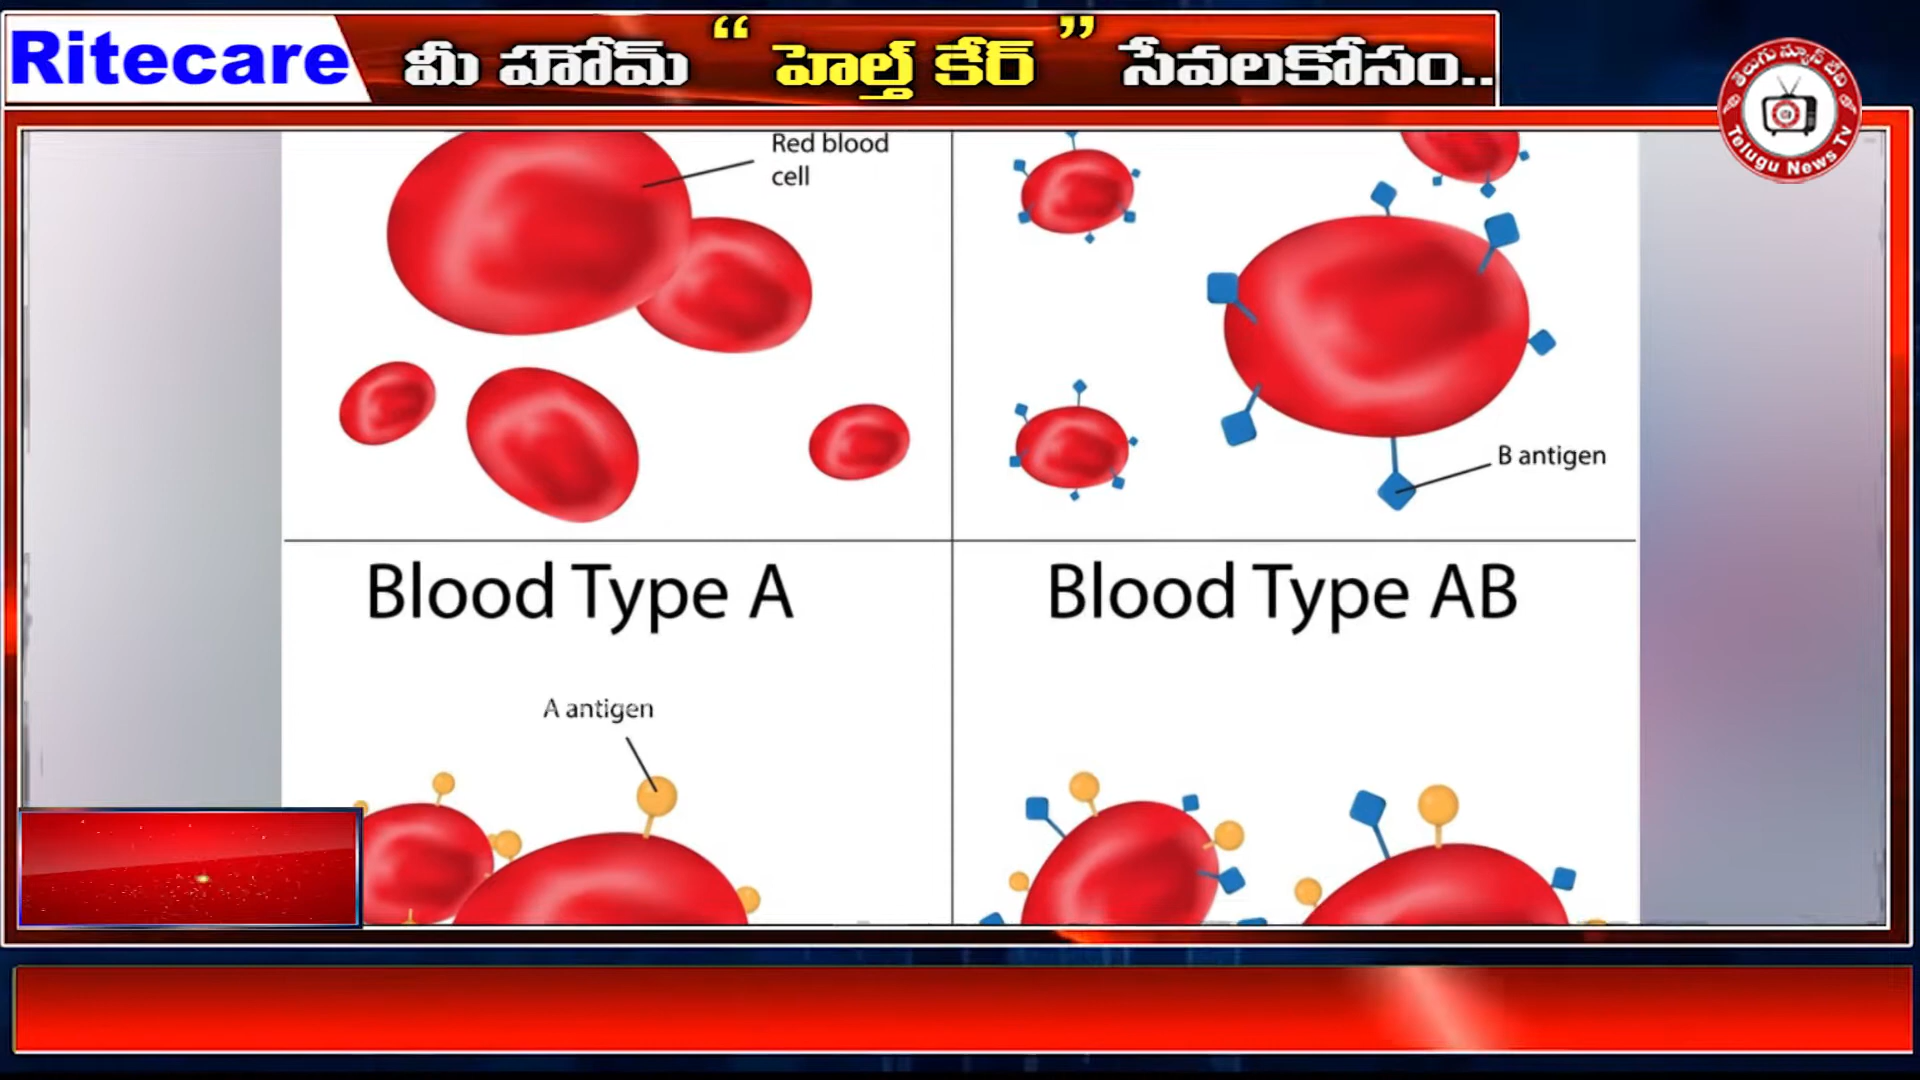 Ritecare
మీ హోమ్ “ హెల్త్ కేర్ ” సేవలకోసం..
తెలుగు న్యూస్ టీవి
Telugu News Tv
Red blood
cell
B antigen
Blood Type A
Blood Type AB
A antigen